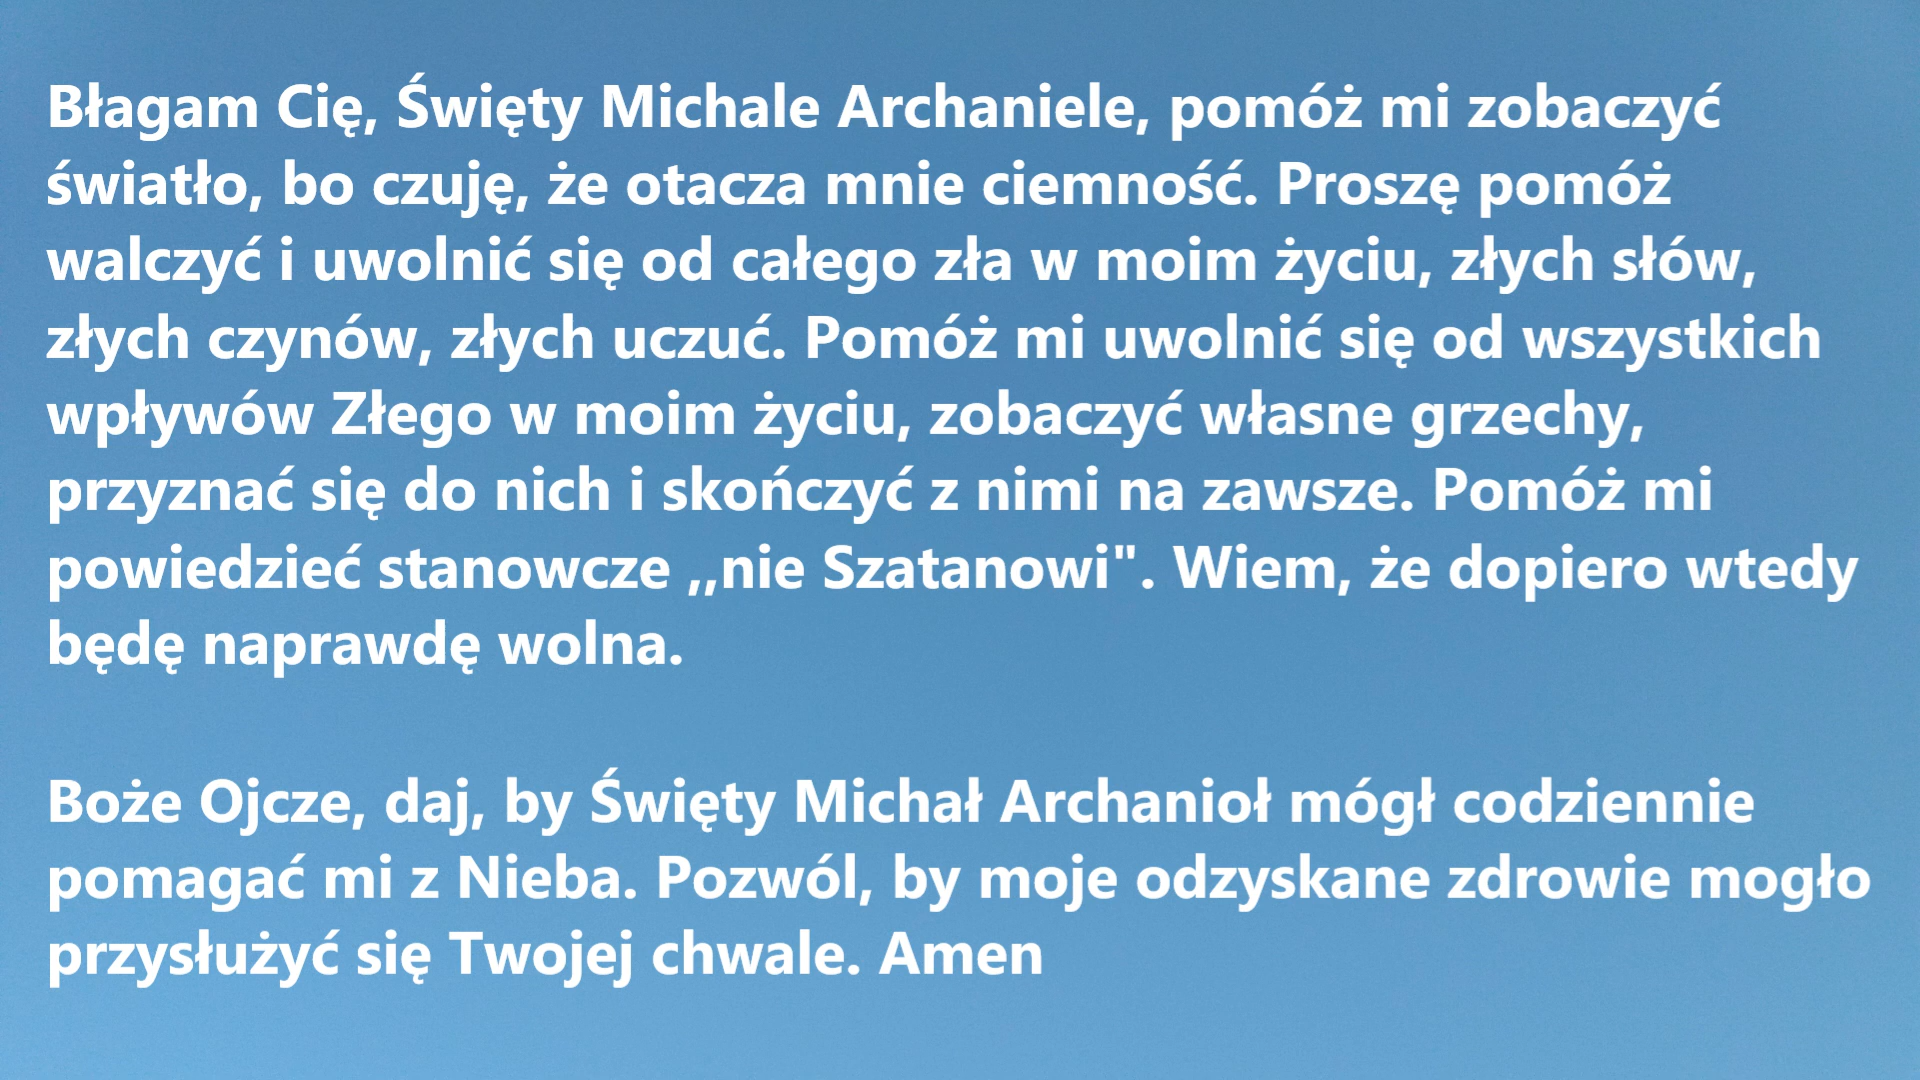 Błagam Cię, Święty Michale Archaniele, pomóż mi zobaczyć
światło, bo czuję, że otacza mnie ciemność. Proszę pomóż
walczyć i uwolnić się od całego zła w moim życiu, złych słów,
złych czynów, złych uczuć. Pomóż mi uwolnić się od wszystkich
wpływów Złego w moim życiu, zobaczyć własne grzechy,
przyznać się do nich i skończyć z nimi na zawsze. Pomóż mi
powiedzieć stanowcze ,,nie Szatanowi". Wiem, że dopiero wtedy
będę naprawdę wolna.
Boże Ojcze, daj, by Święty Michał Archanioł mógł codziennie
pomagać mi z Nieba. Pozwól, by moje odzyskane zdrowie mogło
przysłużyć się Twojej chwale. Amen